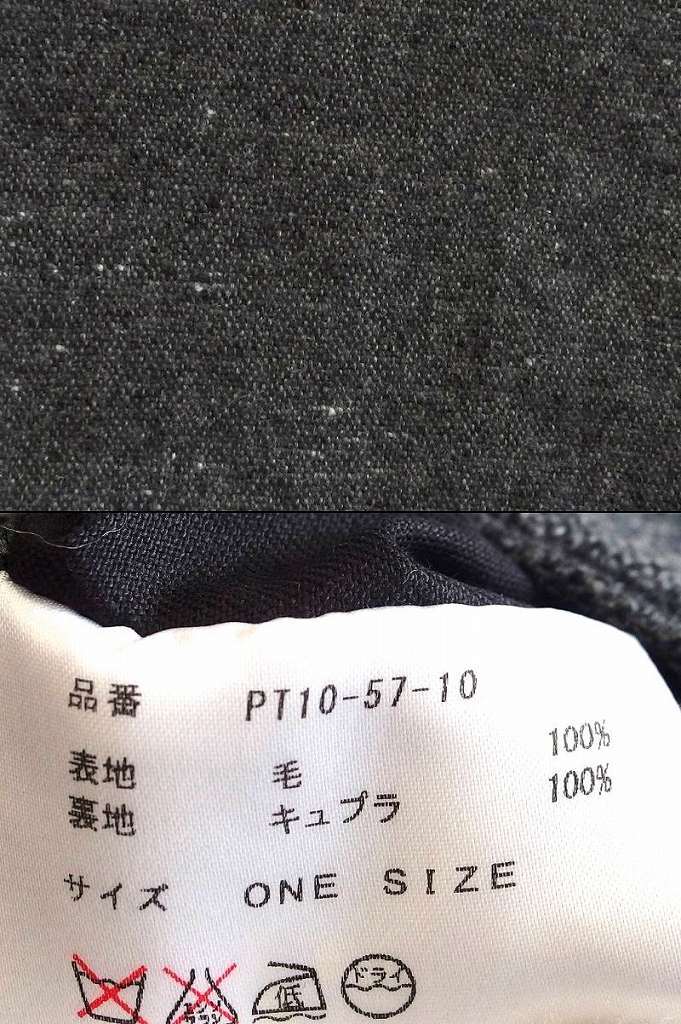 品番 PT10-57-10
表地 毛 100%
裏地 キュプラ 100%
サイズ ONE SIZE
低 ドライ